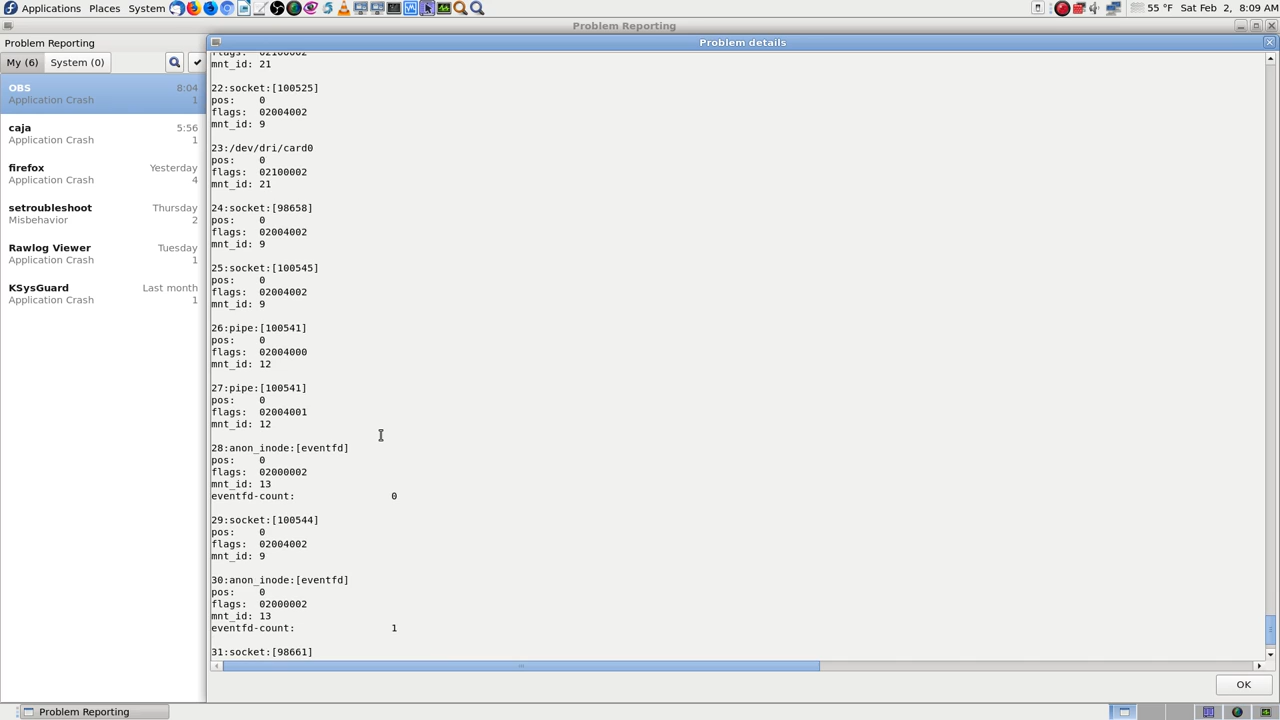 Applications Places System
55 °F Sat Feb 2, 8:09 AM
Problem Reporting
Problem Reporting
My (6) System (0)
OBS 8:04
Application Crash 1
caja 5:56
Application Crash 1
firefox Yesterday
Application Crash 4
setroubleshoot Thursday
Misbehavior 2
Rawlog Viewer Tuesday
Application Crash 1
KSysGuard Last month
Application Crash 1
Problem details
flags: 02100002
mnt_id: 21
22:socket:[100525]
pos: 0
flags: 02004002
mnt_id: 9
23:/dev/dri/card0
pos: 0
flags: 02100002
mnt_id: 21
24:socket:[98658]
pos: 0
flags: 02004002
mnt_id: 9
25:socket:[100545]
pos: 0
flags: 02004002
mnt_id: 9
26:pipe:[100541]
pos: 0
flags: 02004000
mnt_id: 12
27:pipe:[100541]
pos: 0
flags: 02004001
mnt_id: 12
28:anon_inode:[eventfd]
pos: 0
flags: 02000002
mnt_id: 13
eventfd-count: 0
29:socket:[100544]
pos: 0
flags: 02004002
mnt_id: 9
30:anon_inode:[eventfd]
pos: 0
flags: 02000002
mnt_id: 13
eventfd-count: 1
31:socket:[98661]
OK
Problem Reporting